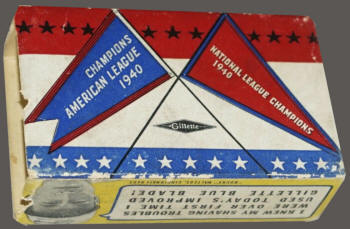 CHAMPIONS
AMERICAN LEAGUE
1940
NATIONAL LEAGUE CHAMPIONS
1940
Gillette
I KNEW MY SHAVING TROUBLES
WERE OVER FIRST TIME I
USED TODAY'S IMPROVED
GILLETTE BLUE BLADE!